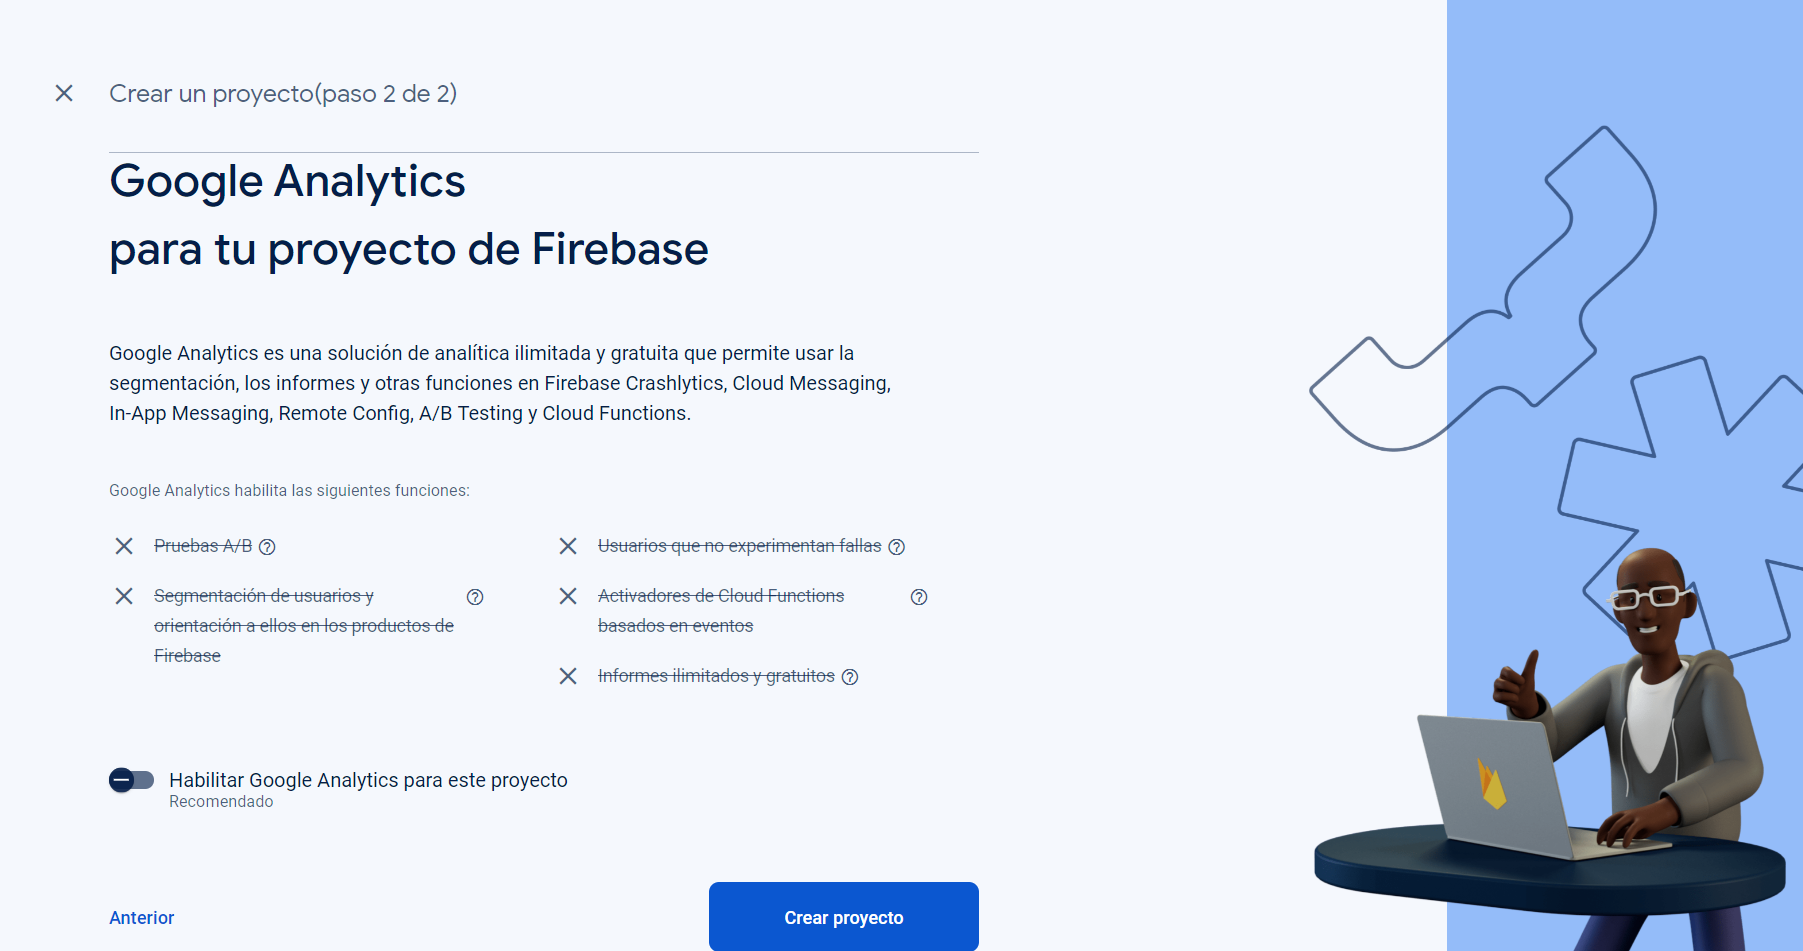 Crear un proyecto(paso 2 de 2)
Google Analytics
para tu proyecto de Firebase
Google Analytics es una solución de analítica ilimitada y gratuita que permite usar la
segmentación, los informes y otras funciones en Firebase Crashlytics, Cloud Messaging,
In-App Messaging, Remote Config, A/B Testing y Cloud Functions.
Google Analytics habilita las siguientes funciones:
Pruebas A/B
Segmentación de usuarios y
orientación a ellos en los productos de
Firebase
Usuarios que no experimentan fallas
Activadores de Cloud Functions
basados en eventos
Informes ilimitados y gratuitos
Habilitar Google Analytics para este proyecto
Recomendado
Anterior
Crear proyecto